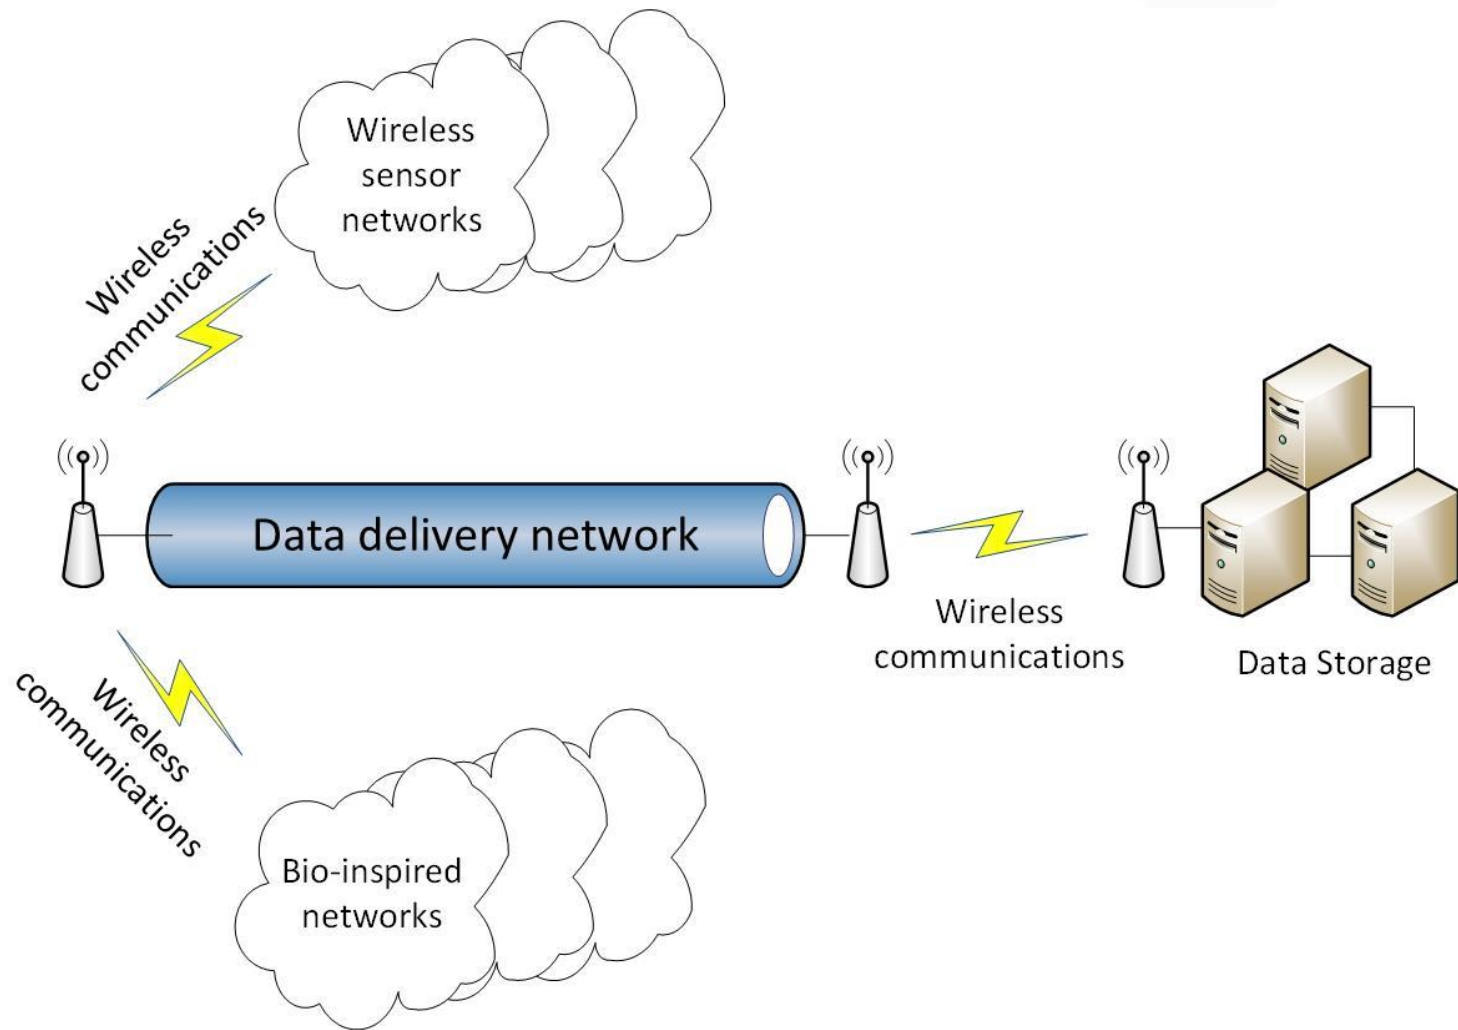 Wireless
sensor
networks
Wireless
communications
Data delivery network
Wireless
communications
Data Storage
Wireless
communications
Bio-inspired
networks